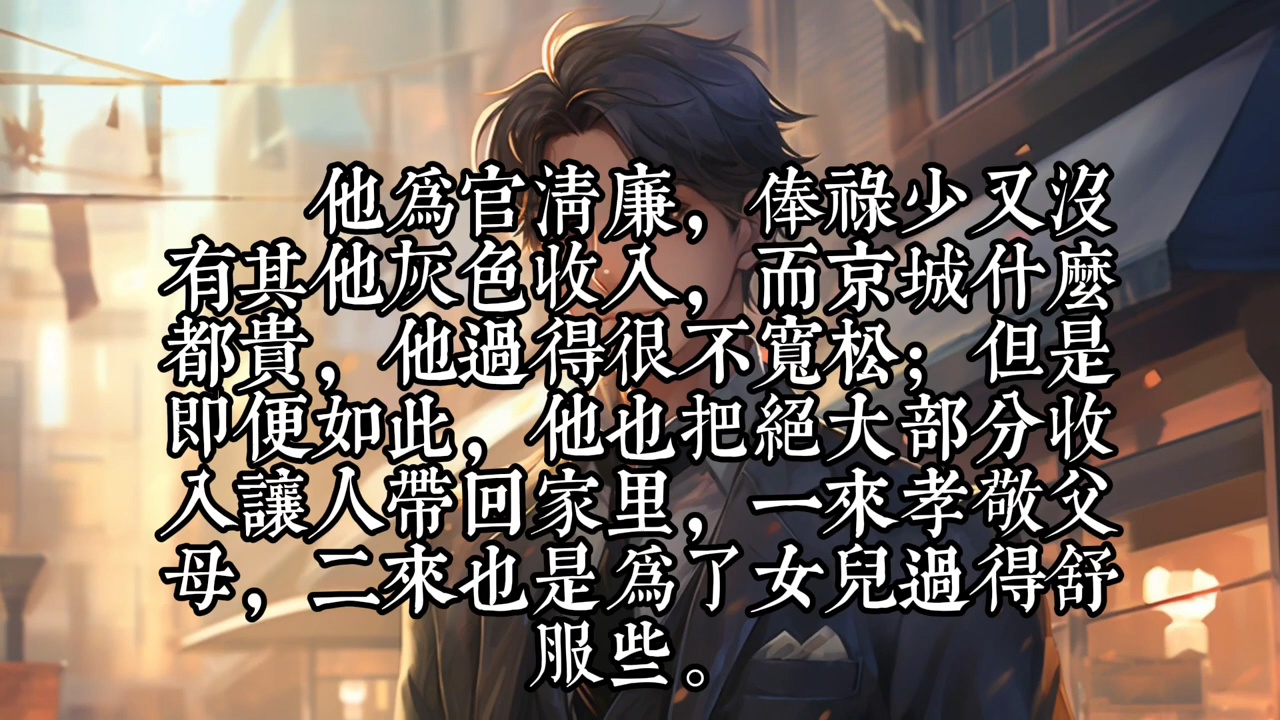 他爲官清廉，俸祿少又沒
有其他灰色收入，而京城什麼
都貴，他過得很不寬松；但是
即便如此，他也把絕大部分收
入讓人帶回家里，一來孝敬父
母，二來也是爲了女兒過得舒
服些。